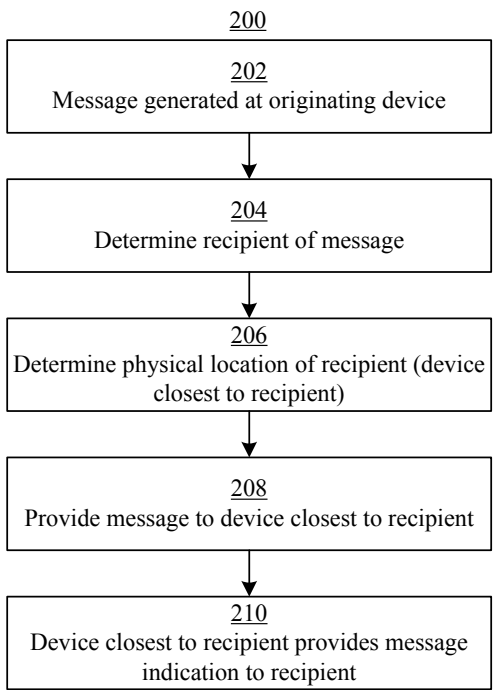 200
202
Message generated at originating device
204
Determine recipient of message
206
Determine physical location of recipient (device
closest to recipient)
208
Provide message to device closest to recipient
210
Device closest to recipient provides message
indication to recipient